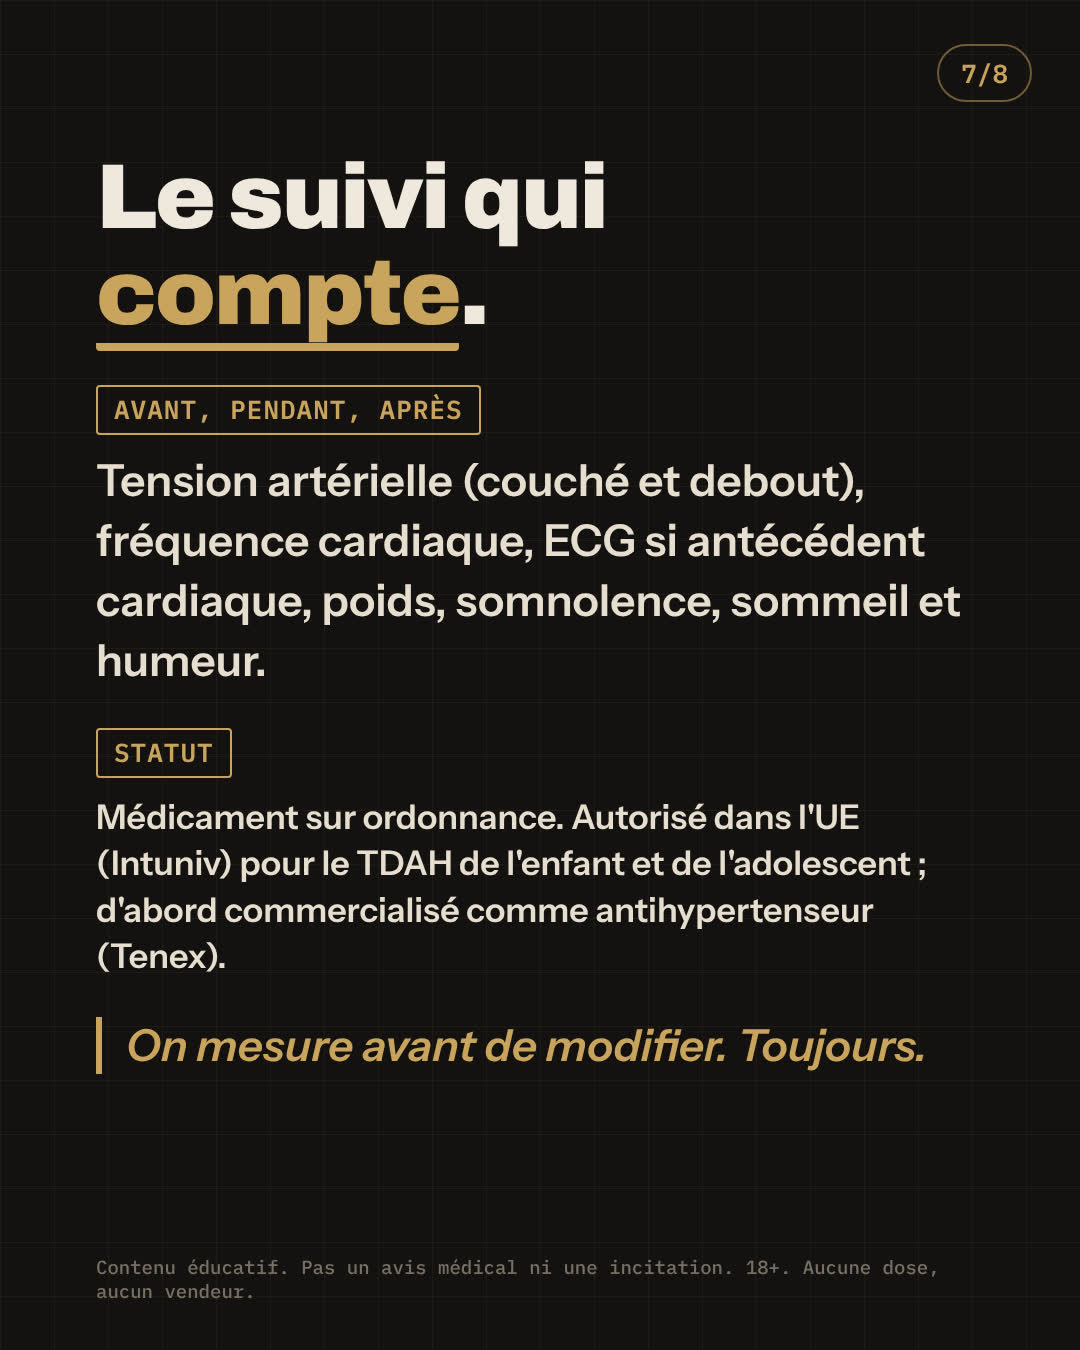 7/8
Le suivi qui
compte.
AVANT, PENDANT, APRÈS
Tension artérielle (couché et debout),
fréquence cardiaque, ECG si antécédent
cardiaque, poids, somnolence, sommeil et
humeur.
STATUT
Médicament sur ordonnance. Autorisé dans l'UE
(Intuniv) pour le TDAH de l'enfant et de l'adolescent ;
d'abord commercialisé comme antihypertenseur
(Tenex).
On mesure avant de modifier. Toujours.
Contenu éducatif. Pas un avis médical ni une incitation. 18+. Aucune dose,
aucun vendeur.